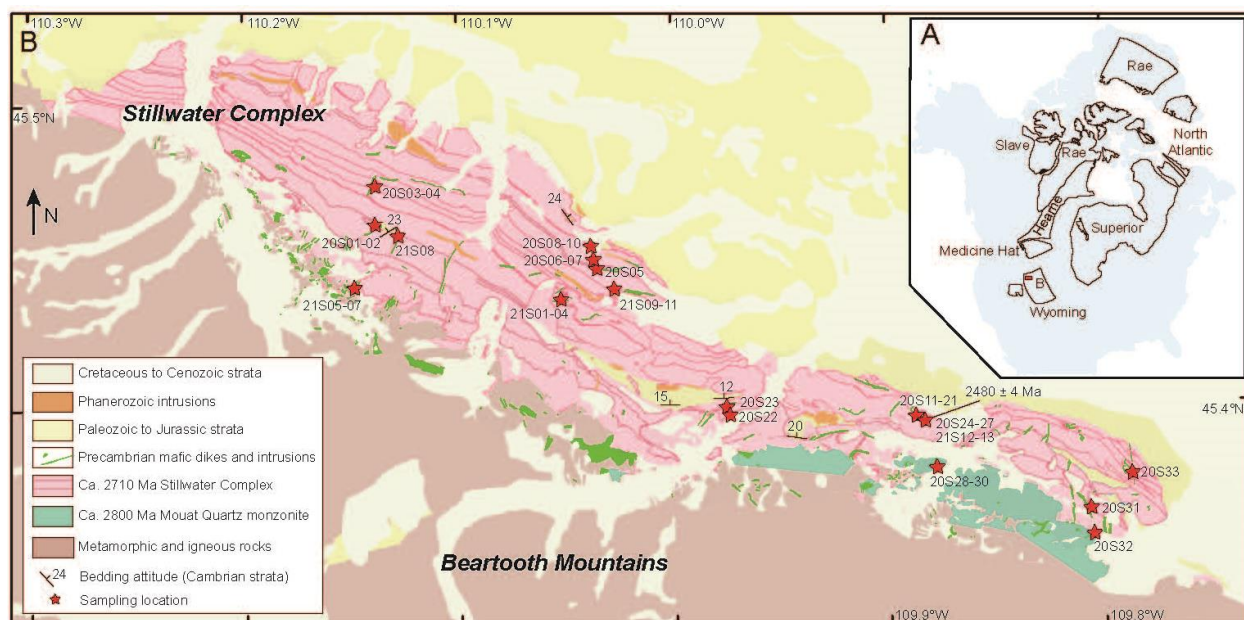 110.3°W
110.2°W
110.1°W
110.0°W
B
A
Stillwater Complex
45.5°N
N
Rae
North
Atlantic
Slave
Rae
Hearne
Superior
Medicine Hat
B
Wyoming
20S03-04
24
23
20S01-02
21S08
20S08-10
20S06-07
20S05
21S05-07
21S01-04
21S09-11
2480 ± 4 Ma
45.4°N
15
12
20S23
20S22
20S11-21
20S24-27
21S12-13
20
20S28-30
20S33
20S31
20S32
Beartooth Mountains
109.9°W
109.8°W
Cretaceous to Cenozoic strata
Phanerozoic intrusions
Paleozoic to Jurassic strata
Precambrian mafic dikes and intrusions
Ca. 2710 Ma Stillwater Complex
Ca. 2800 Ma Mouat Quartz monzonite
Metamorphic and igneous rocks
24 Bedding attitude (Cambrian strata)
Sampling location